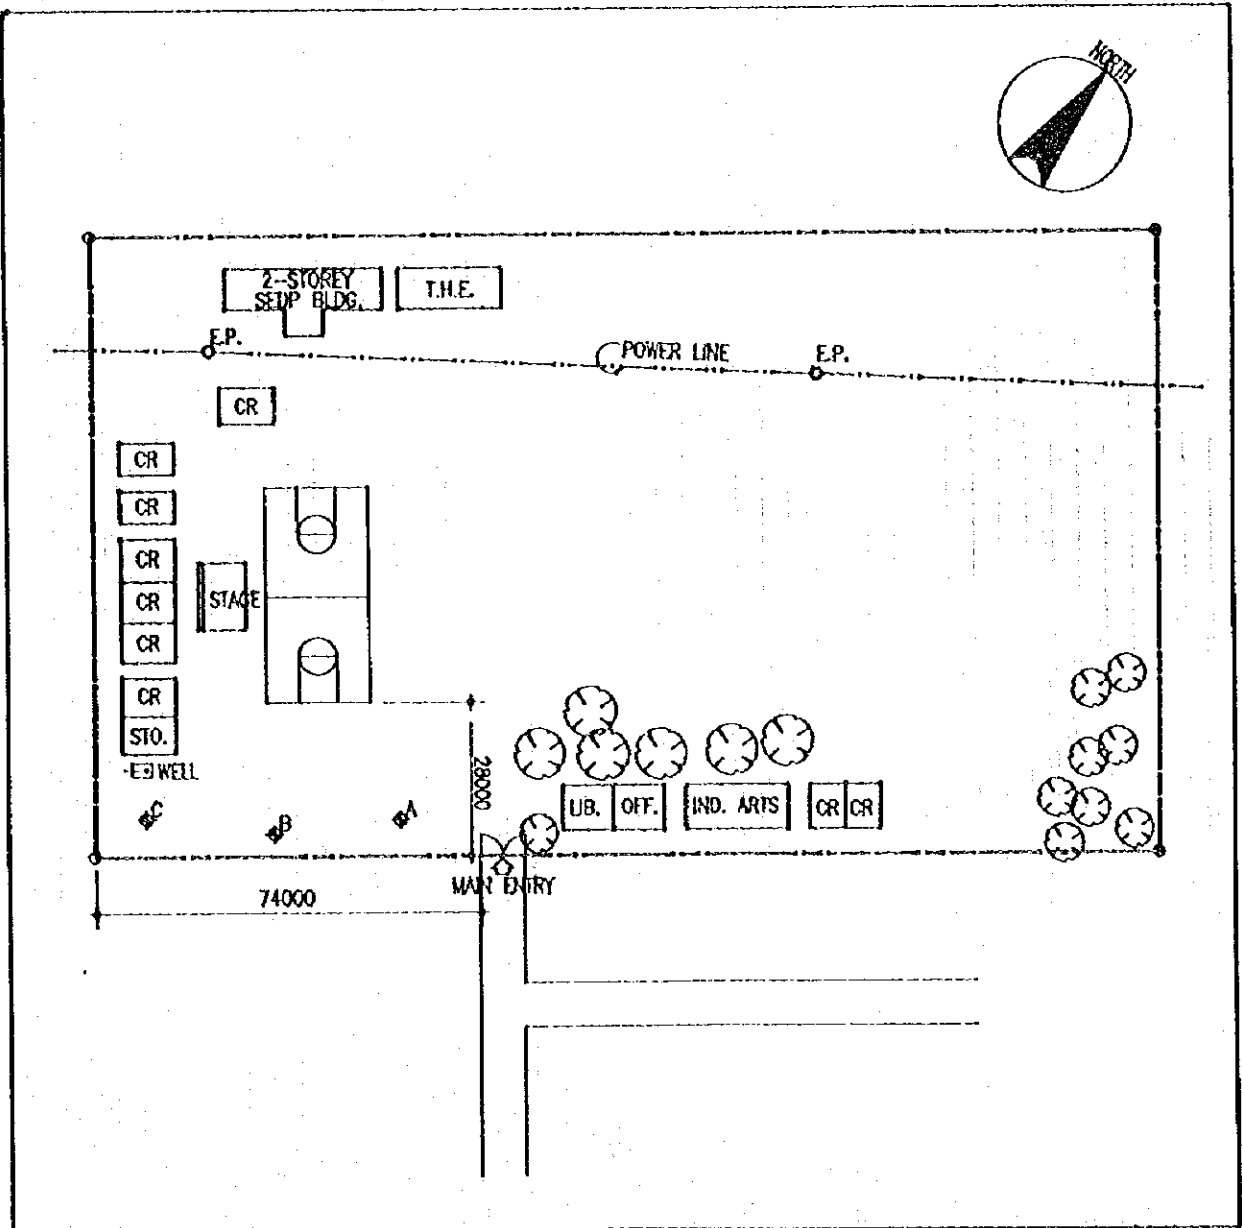 NORTH
2-STOREY
SEDP BLDG.
T.H.E.
E.P.
POWER LINE
E.P.
CR
CR
CR
CR
CR
CR
STAGE
CR
STO.
WELL
C
B
A
28000
LIB.
OFF.
IND. ARTS
CR
CR
MAIN ENTRY
74000